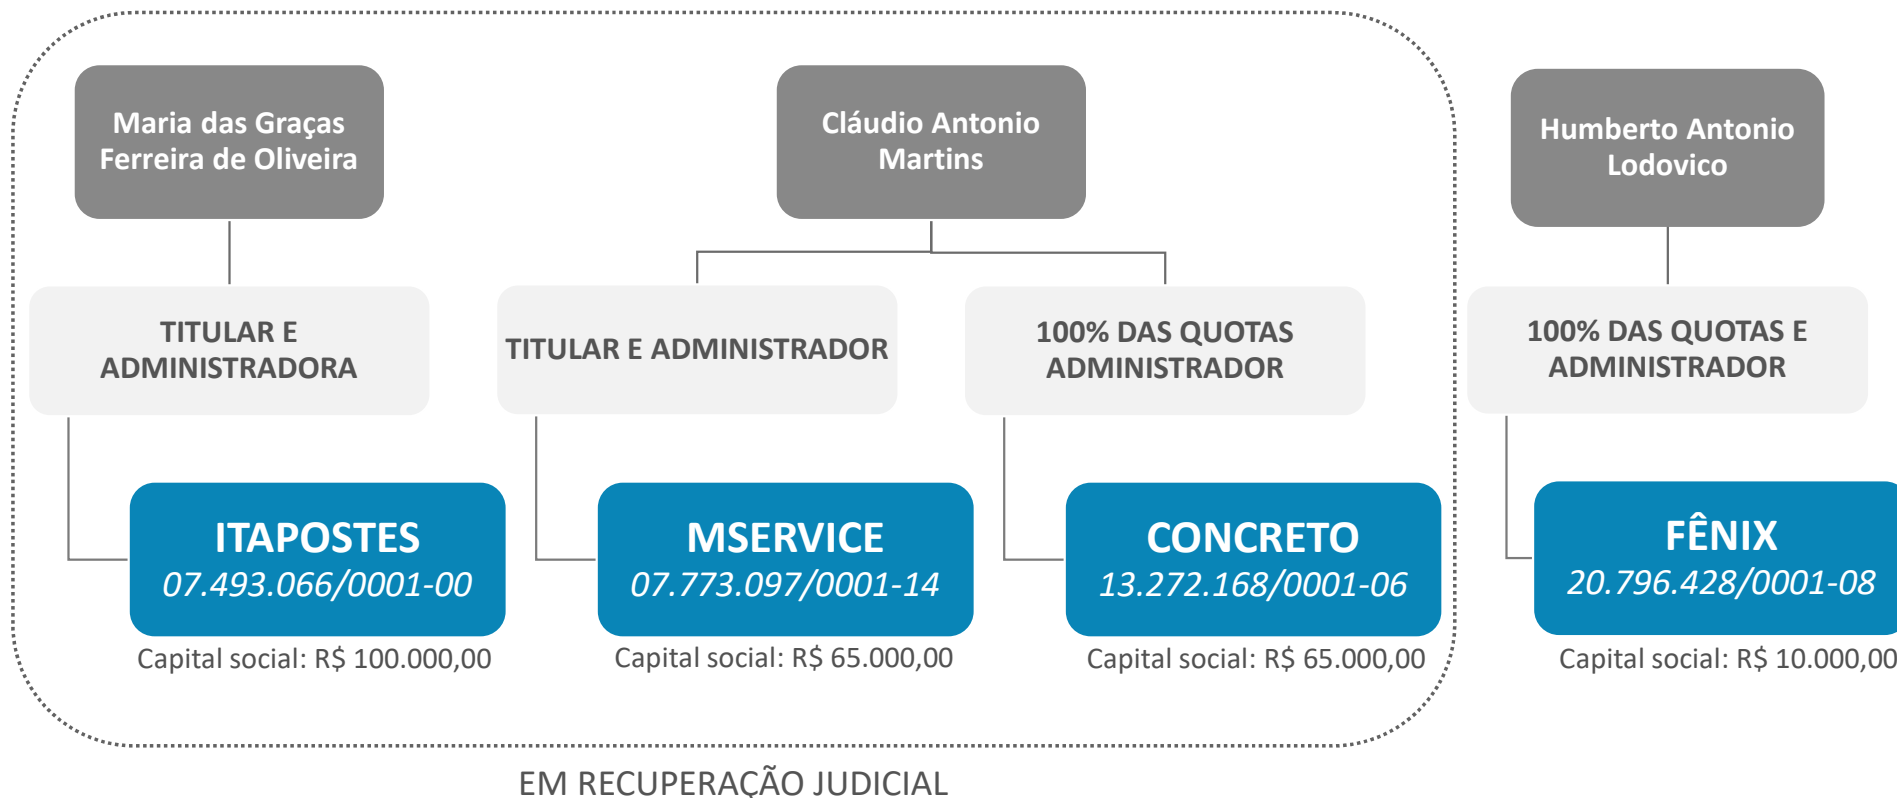 Maria das Graças
Ferreira de Oliveira
Cláudio Antonio
Martins
Humberto Antonio
Lodovico
TITULAR E
ADMINISTRADORA
TITULAR E ADMINISTRADOR
100% DAS QUOTAS
ADMINISTRADOR
100% DAS QUOTAS E
ADMINISTRADOR
ITAPOSTES
07.493.066/0001-00
MSERVICE
07.773.097/0001-14
CONCRETO
13.272.168/0001-06
FÊNIX
20.796.428/0001-08
Capital social: R$ 100.000,00
Capital social: R$ 65.000,00
Capital social: R$ 65.000,00
Capital social: R$ 10.000,00
EM RECUPERAÇÃO JUDICIAL